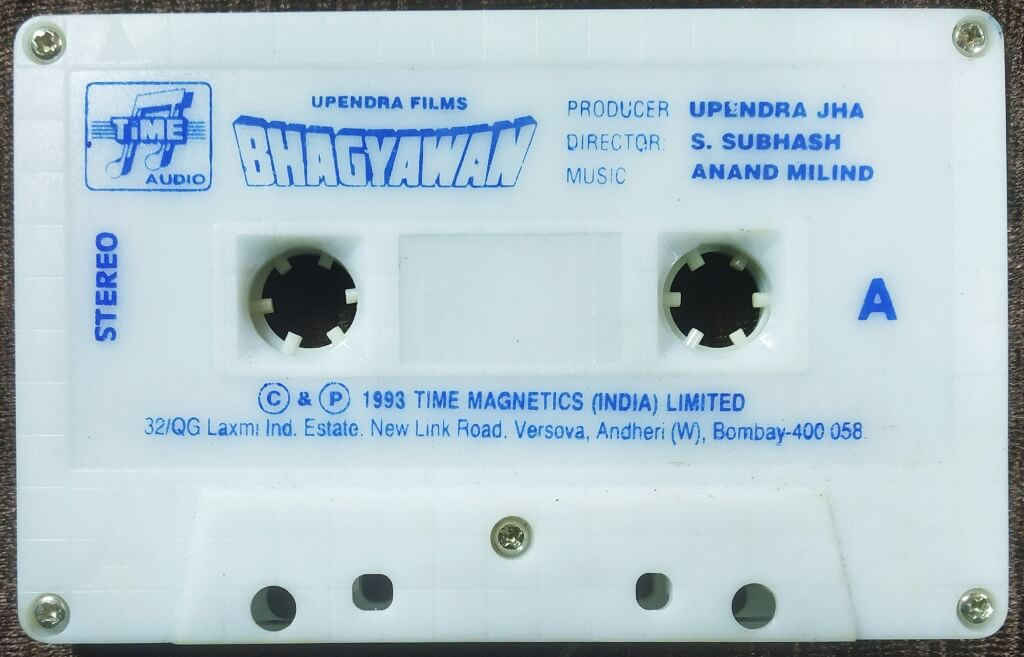 TIME
AUDIO
UPENDRA FILMS
BHAGYAWAN
PRODUCER UPENDRA JHA
DIRECTOR: S. SUBHASH
MUSIC ANAND MILIND
STEREO
A
© & ℗ 1993 TIME MAGNETICS (INDIA) LIMITED
32/QG Laxmi Ind. Estate. New Link Road, Versova, Andheri (W), Bombay-400 058.